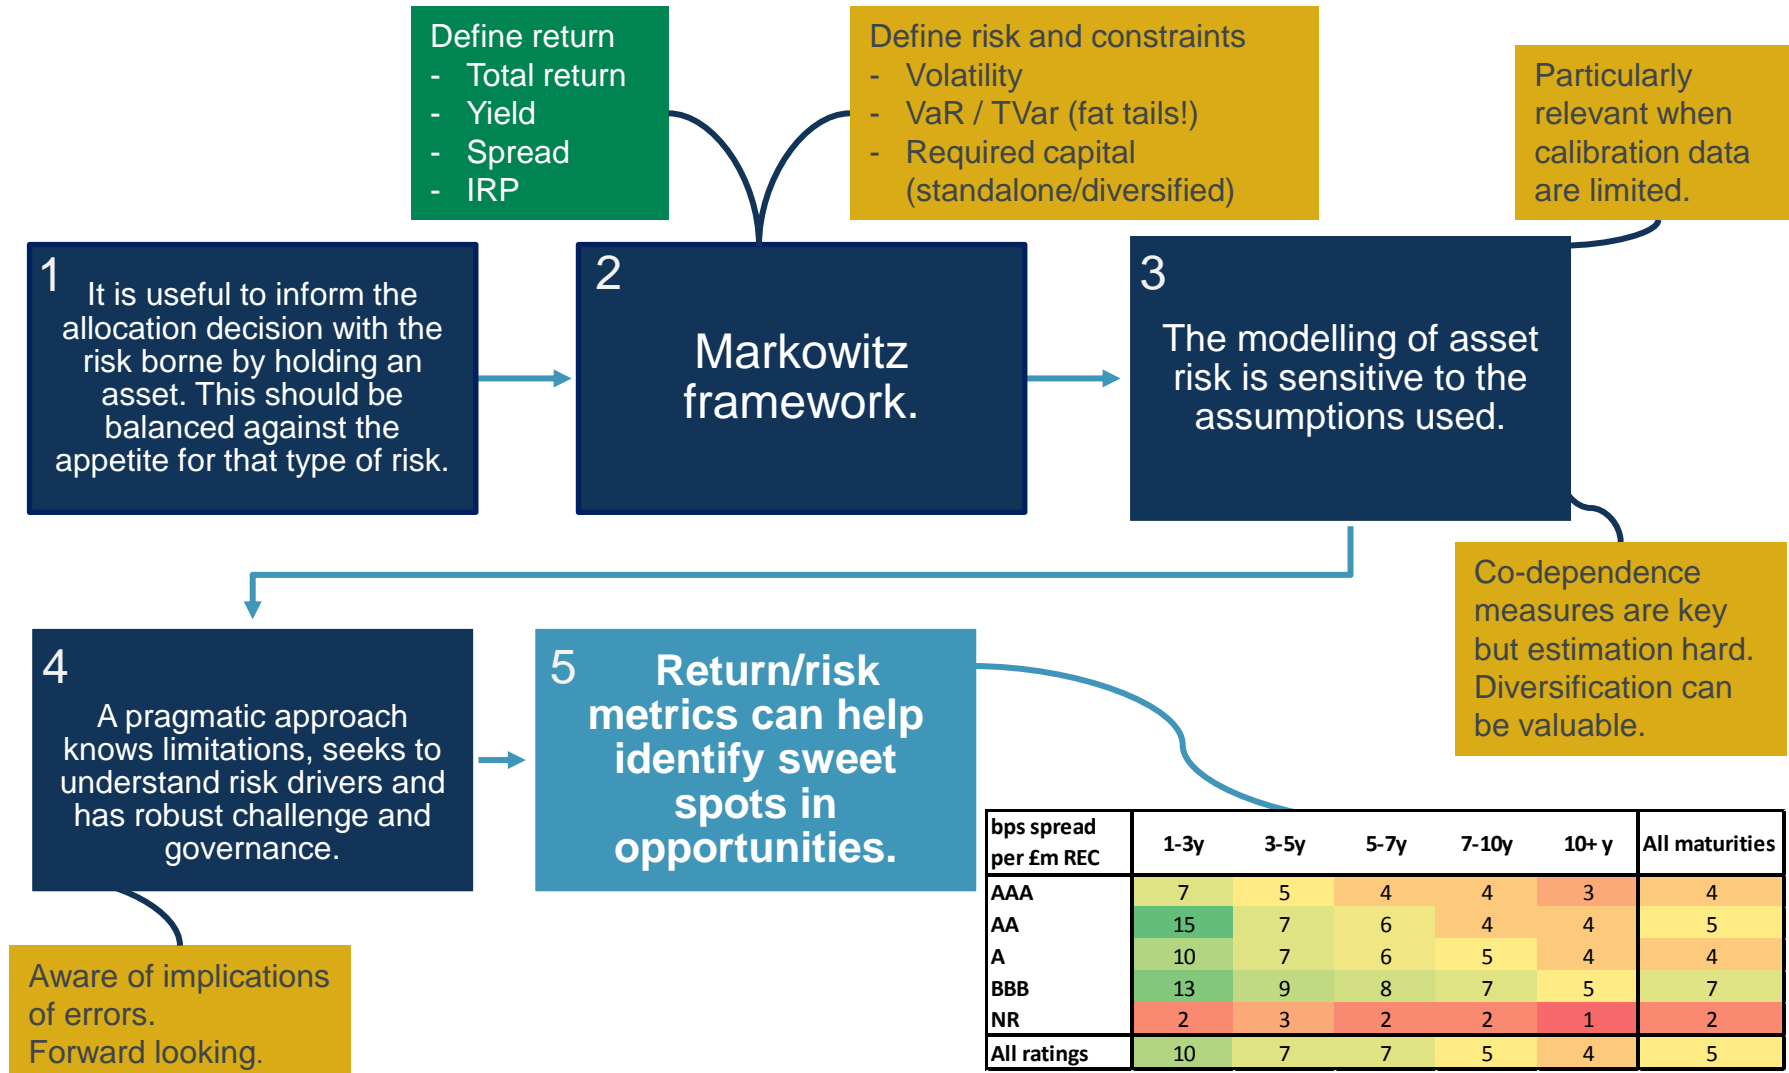 Define return
- Total return
- Yield
- Spread
- IRP
Define risk and constraints
- Volatility
- VaR / TVar (fat tails!)
- Required capital
(standalone/diversified)
Particularly
relevant when
calibration data
are limited.
1
It is useful to inform the
allocation decision with the
risk borne by holding an
asset. This should be
balanced against the
appetite for that type of risk.
2
Markowitz
framework.
3
The modelling of asset
risk is sensitive to the
assumptions used.
Co-dependence
measures are key
but estimation hard.
Diversification can
be valuable.
4
A pragmatic approach
knows limitations, seeks to
understand risk drivers and
has robust challenge and
governance.
5
Return/risk
metrics can help
identify sweet
spots in
opportunities.
Aware of implications
of errors.
Forward looking.
bps spread
per £m REC
1-3y 3-5y 5-7y 7-10y 10+ y All maturities
AAA 7 5 4 4 3 4
AA 15 7 6 4 4 5
A 10 7 6 5 4 4
BBB 13 9 8 7 5 7
NR 2 3 2 2 1 2
All ratings 10 7 7 5 4 5